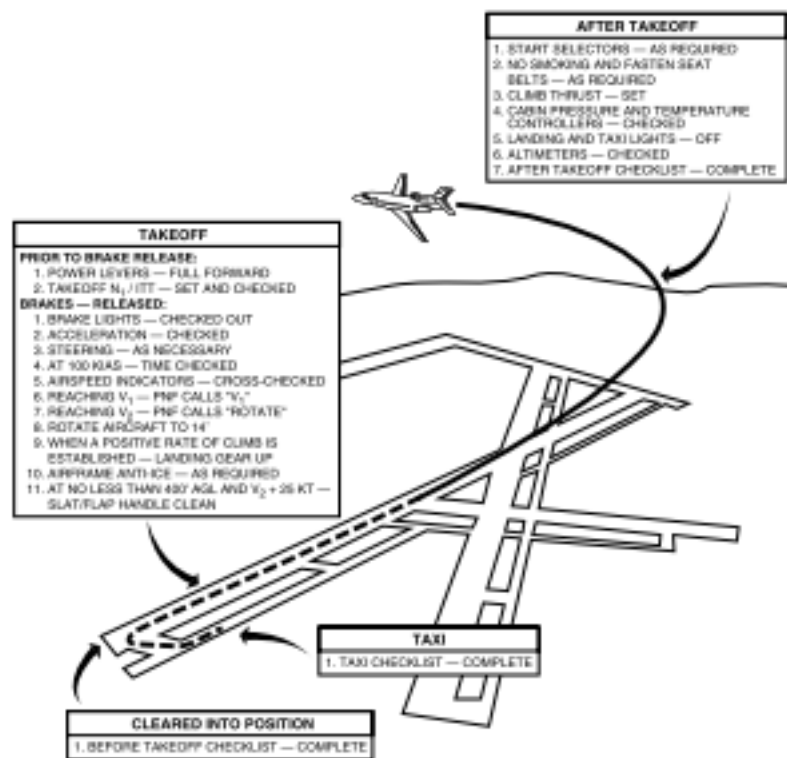 AFTER TAKEOFF
1. START SELECTORS — AS REQUIRED
2. NO SMOKING AND FASTEN SEAT
BELTS — AS REQUIRED
3. CLIMB THRUST — SET
4. CABIN PRESSURE AND TEMPERATURE
CONTROLLERS — CHECKED
5. LANDING AND TAXI LIGHTS — OFF
6. ALTIMETERS — CHECKED
7. AFTER TAKEOFF CHECKLIST — COMPLETE
TAKEOFF
PRIOR TO BRAKE RELEASE:
1. POWER LEVERS — FULL FORWARD
2. TAKEOFF N₁ / ITT — SET AND CHECKED
BRAKES — RELEASED:
1. BRAKE LIGHTS — CHECKED OUT
2. ACCELERATION — CHECKED
3. STEERING — AS NECESSARY
4. AT 100 KIAS — TIME CHECKED
5. AIRSPEED INDICATORS — CROSS-CHECKED
6. REACHING V₁ — PNF CALLS "V₁"
7. REACHING V₂ — PNF CALLS "ROTATE"
8. ROTATE AIRCRAFT TO 14°
9. WHEN A POSITIVE RATE OF CLIMB IS
ESTABLISHED — LANDING GEAR UP
10. AIRFRAME ANTI-ICE — AS REQUIRED
11. AT NO LESS THAN 400' AGL AND V₂ + 25 KT —
SLAT/FLAP HANDLE CLEAN
TAXI
1. TAXI CHECKLIST — COMPLETE
CLEARED INTO POSITION
1. BEFORE TAKEOFF CHECKLIST — COMPLETE